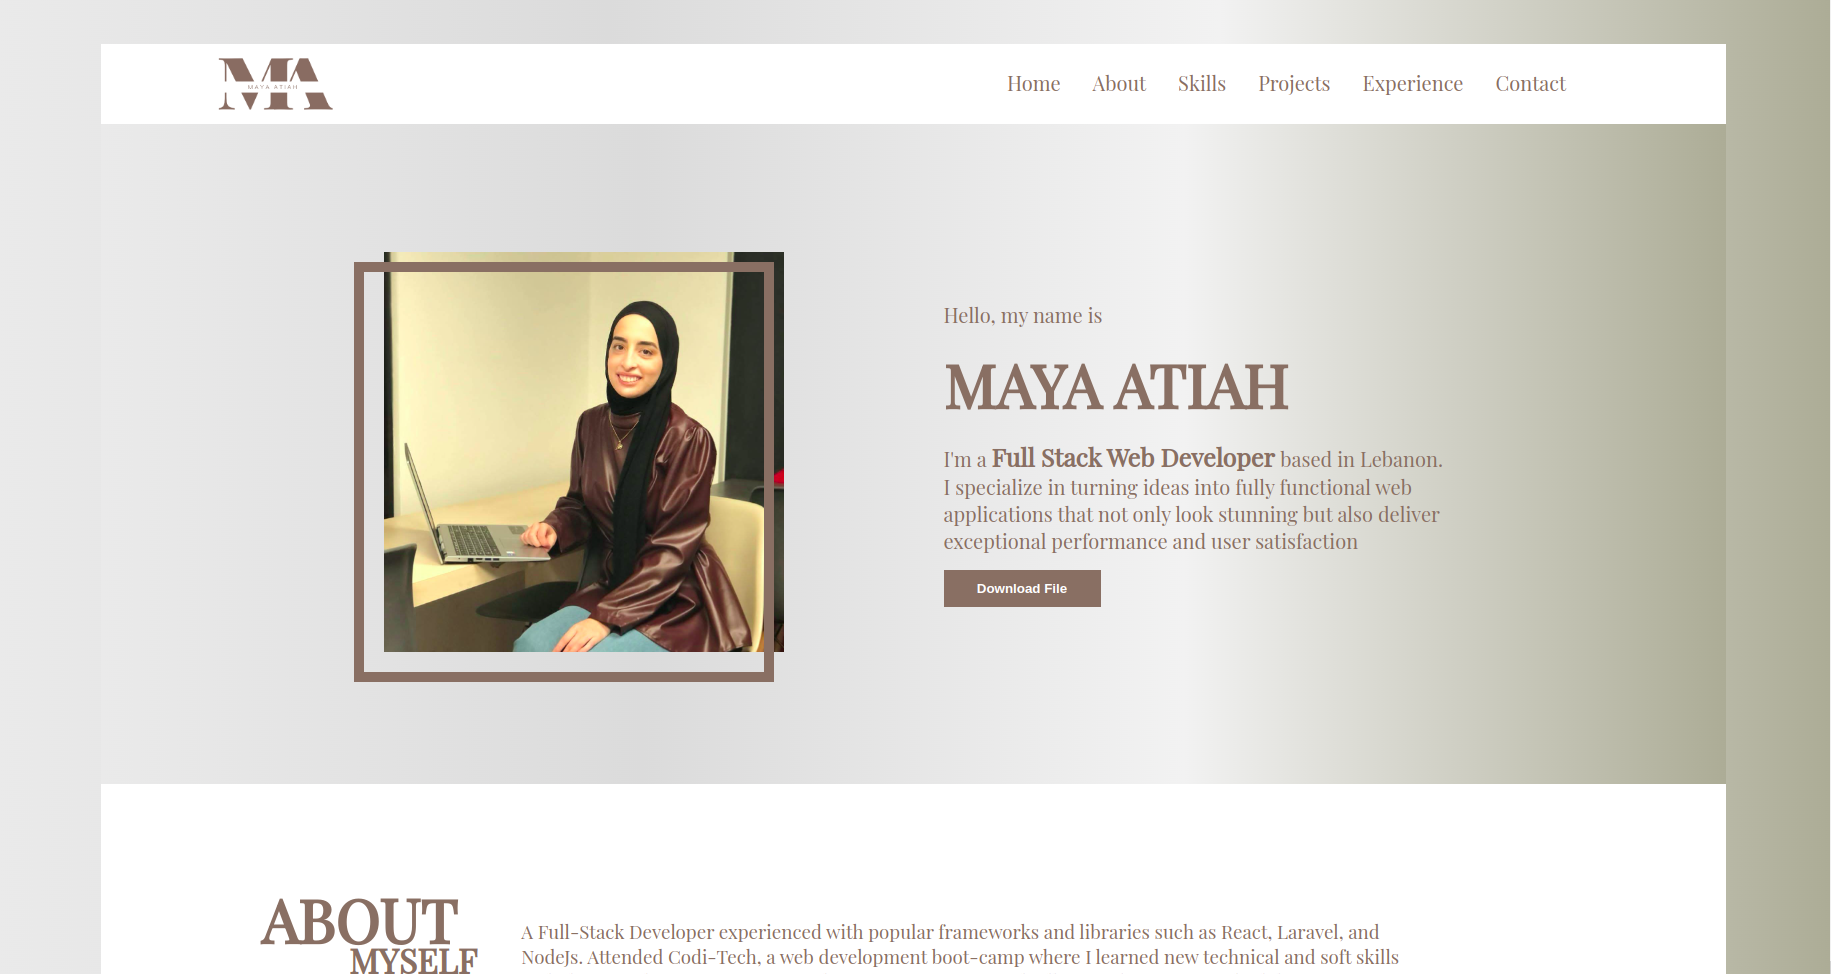 MA
MAYA ATIAH
Home About Skills Projects Experience Contact
Hello, my name is
MAYA ATIAH
I'm a Full Stack Web Developer based in Lebanon.
I specialize in turning ideas into fully functional web
applications that not only look stunning but also deliver
exceptional performance and user satisfaction
Download File
ABOUT
MYSELF
A Full-Stack Developer experienced with popular frameworks and libraries such as React, Laravel, and
NodeJs. Attended Codi-Tech, a web development boot-camp where I learned new technical and soft skills